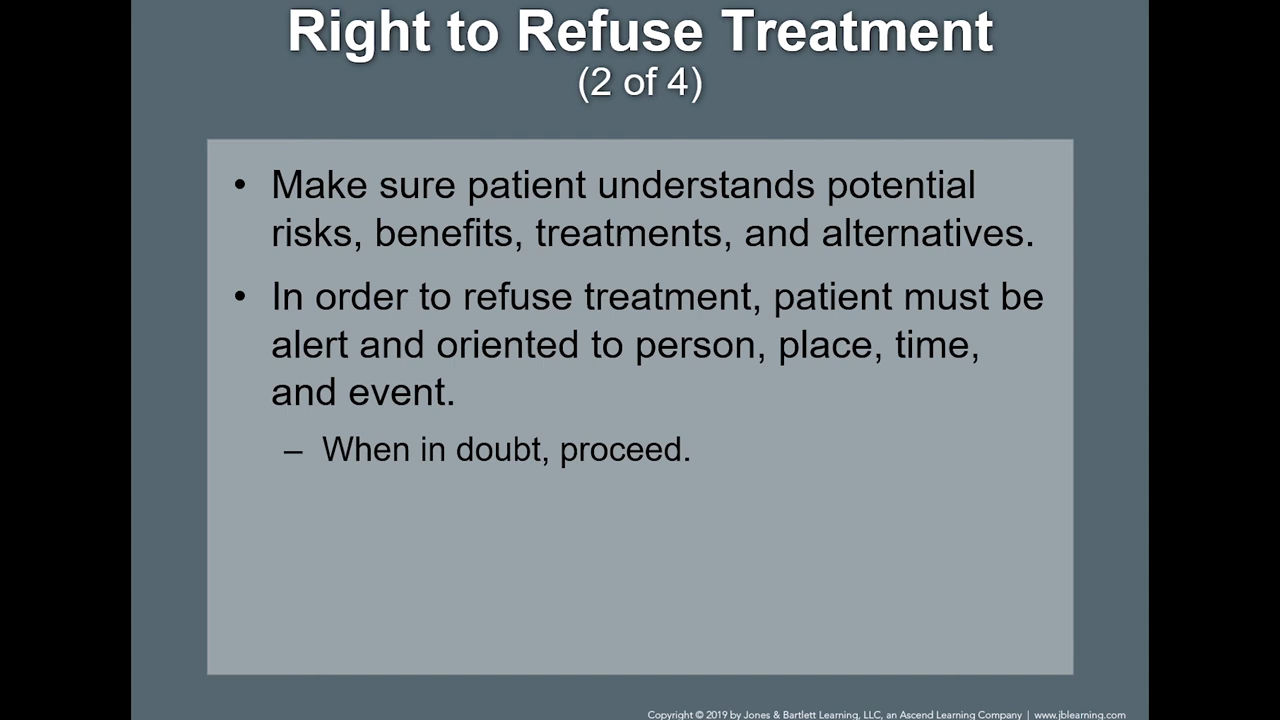 Right to Refuse Treatment
(2 of 4)
• Make sure patient understands potential
risks, benefits, treatments, and alternatives.
• In order to refuse treatment, patient must be
alert and oriented to person, place, time,
and event.
– When in doubt, proceed.
Copyright © 2019 by Jones & Bartlett Learning, LLC, an Ascend Learning Company | www.jblearning.com